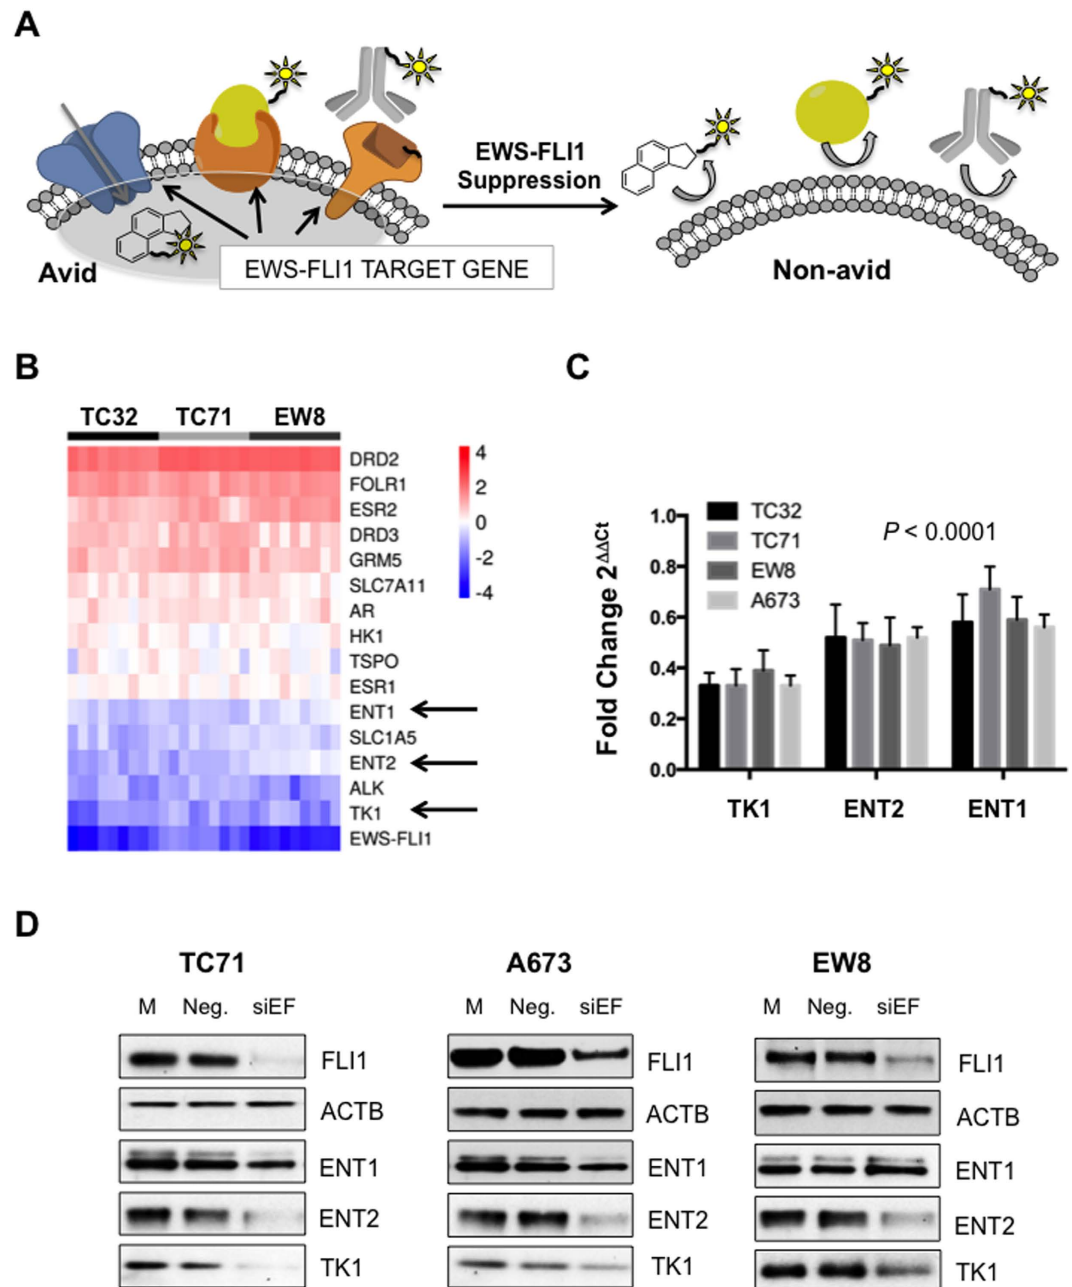 A
EWS-FLI1
Suppression
Avid
EWS-FLI1 TARGET GENE
Non-avid
B
TC32 TC71 EW8
DRD2
FOLR1
ESR2
DRD3
GRM5
SLC7A11
AR
HK1
TSPO
ESR1
ENT1
SLC1A5
ENT2
ALK
TK1
EWS-FLI1
4
2
0
-2
-4
C
Fold Change 2^ΔΔCt
1.0
0.8
0.6
0.4
0.2
0.0
TC32
TC71
EW8
A673
P < 0.0001
TK1 ENT2 ENT1
D
TC71
M Neg. siEF
FLI1
ACTB
ENT1
ENT2
TK1
A673
M Neg. siEF
FLI1
ACTB
ENT1
ENT2
TK1
EW8
M Neg. siEF
FLI1
ACTB
ENT1
ENT2
TK1